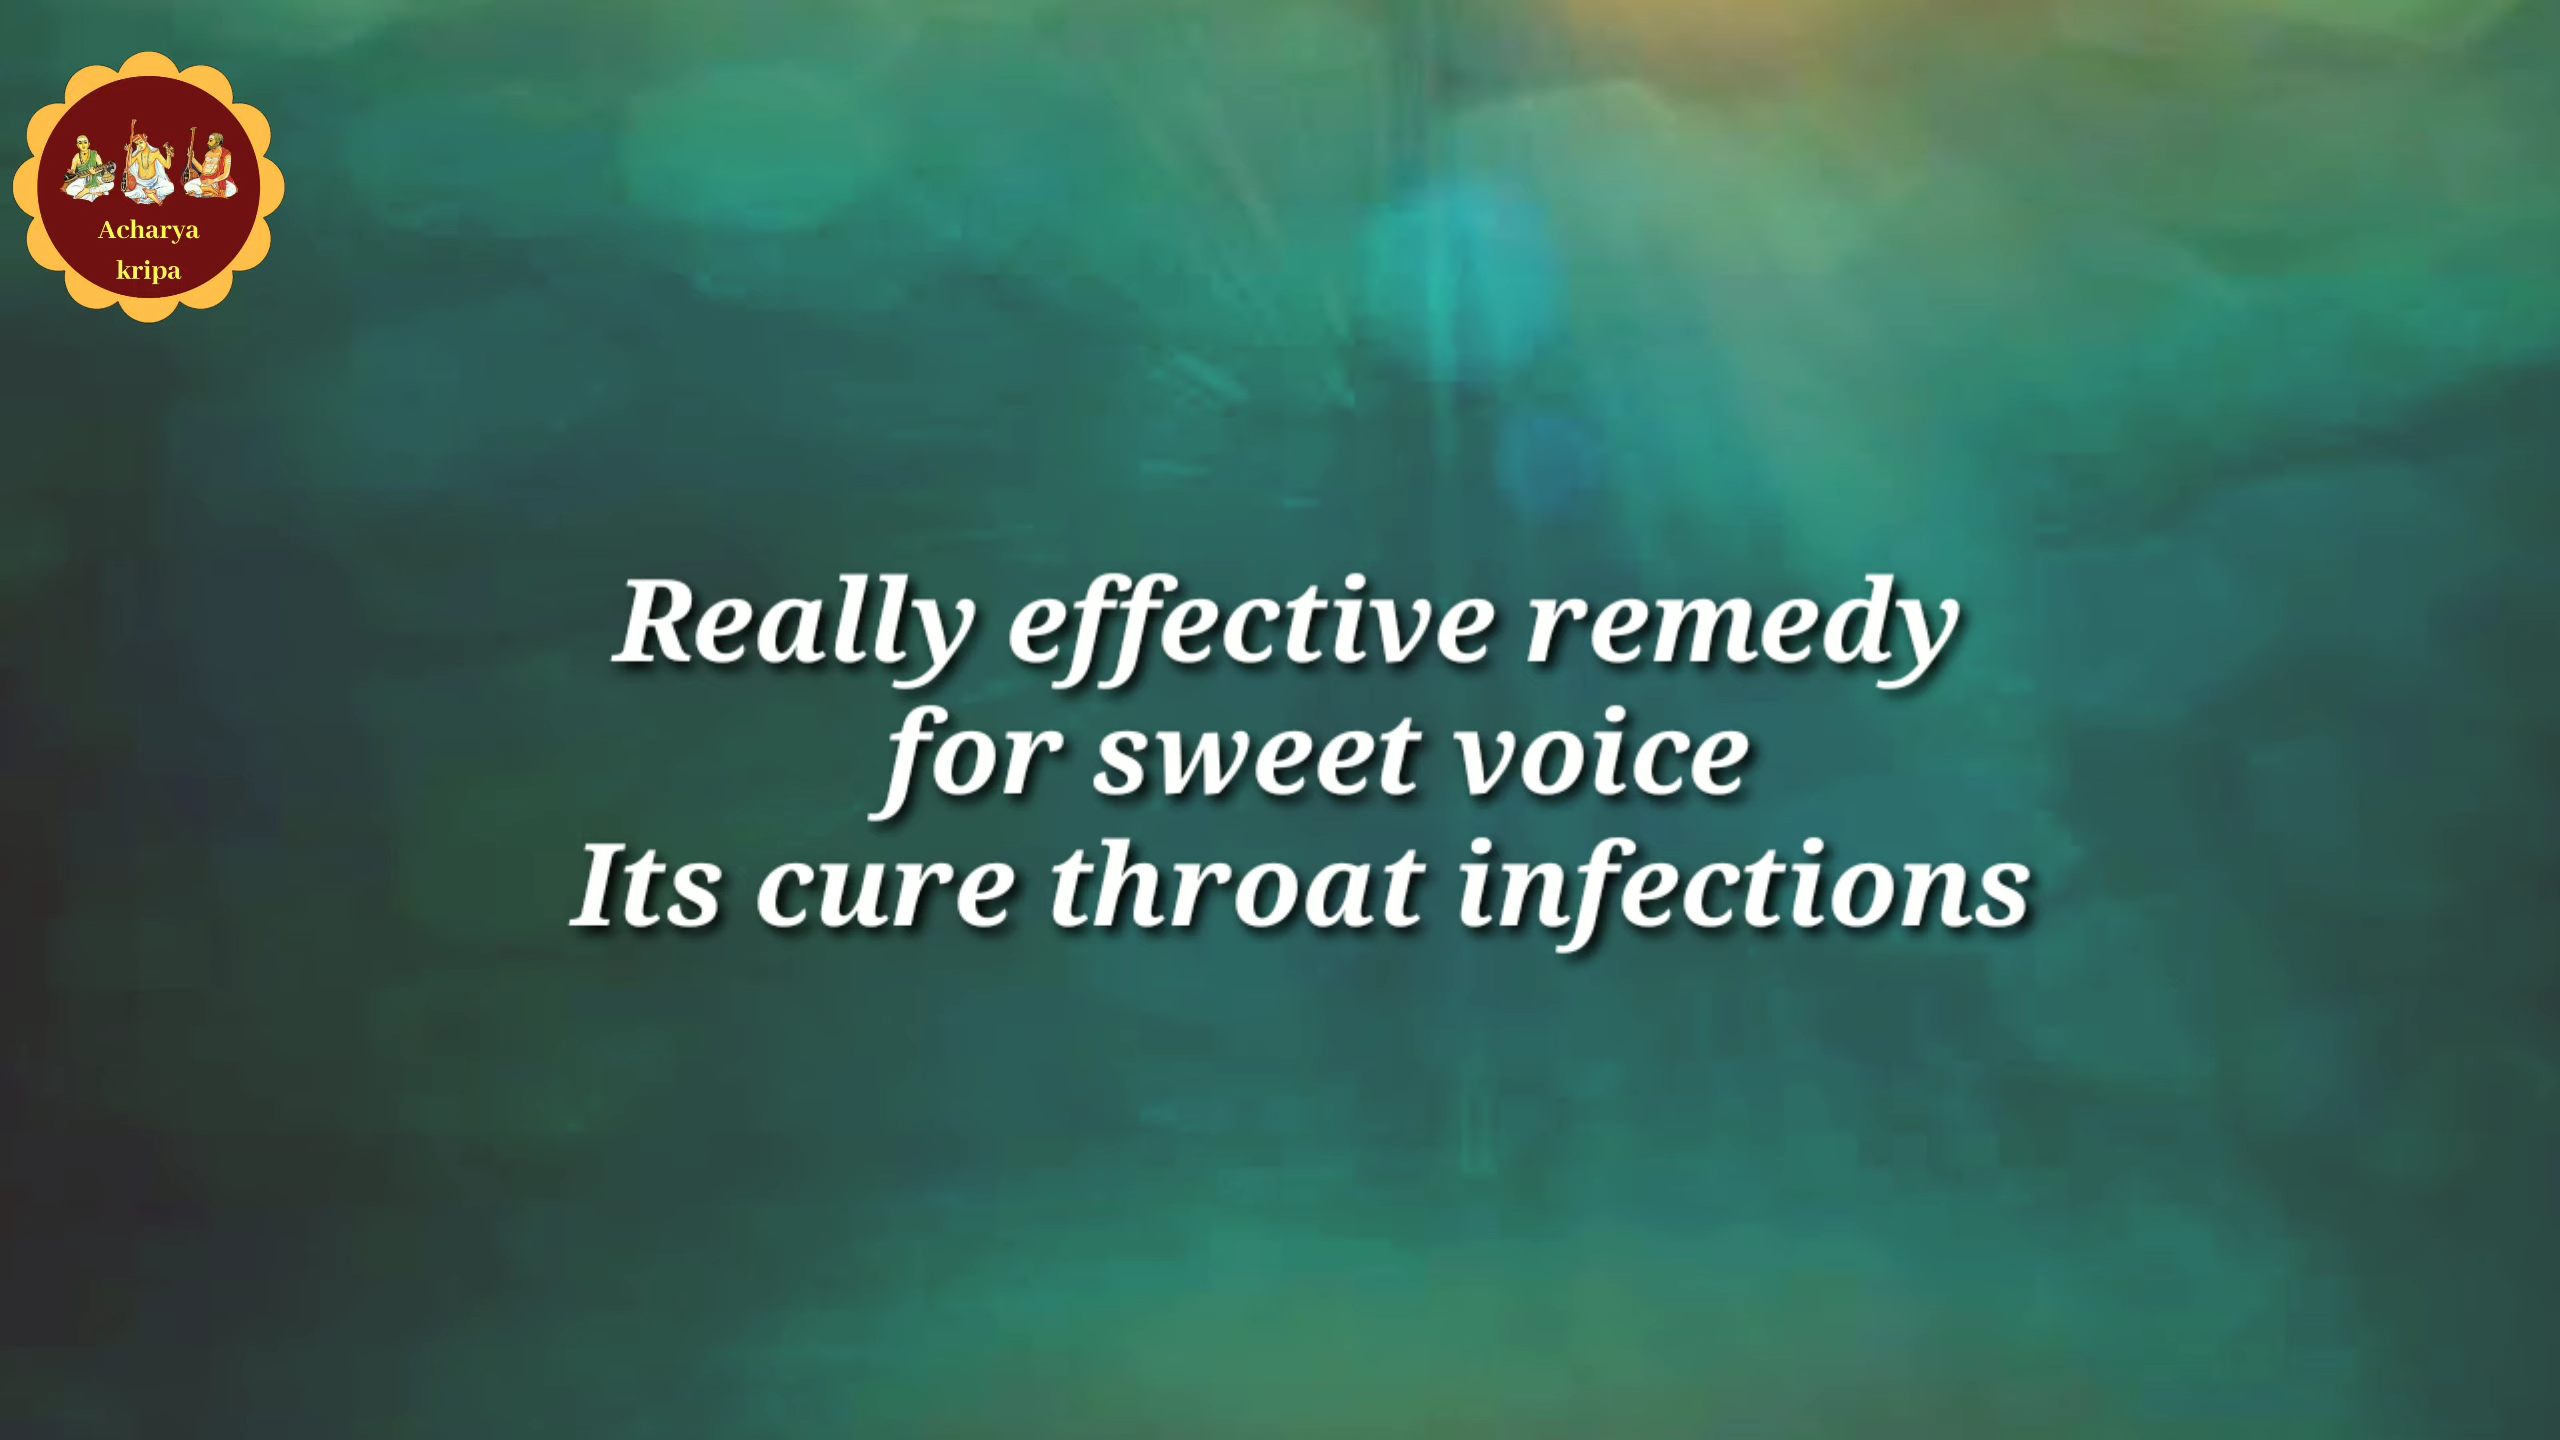 Acharya
kripa
Really effective remedy
for sweet voice
Its cure throat infections